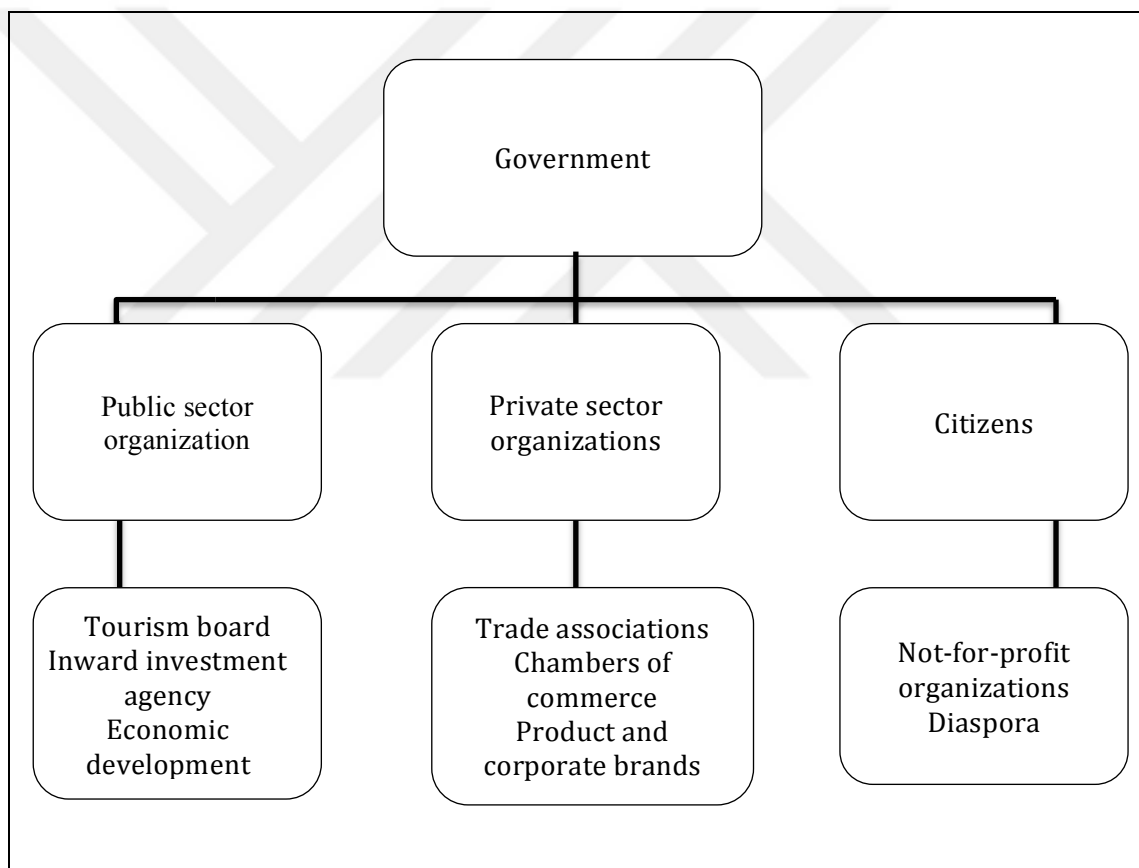 Government
Public sector
organization
Private sector
organizations
Citizens
Tourism board
Inward investment
agency
Economic
development
Trade associations
Chambers of
commerce
Product and
corporate brands
Not-for-profit
organizations
Diaspora